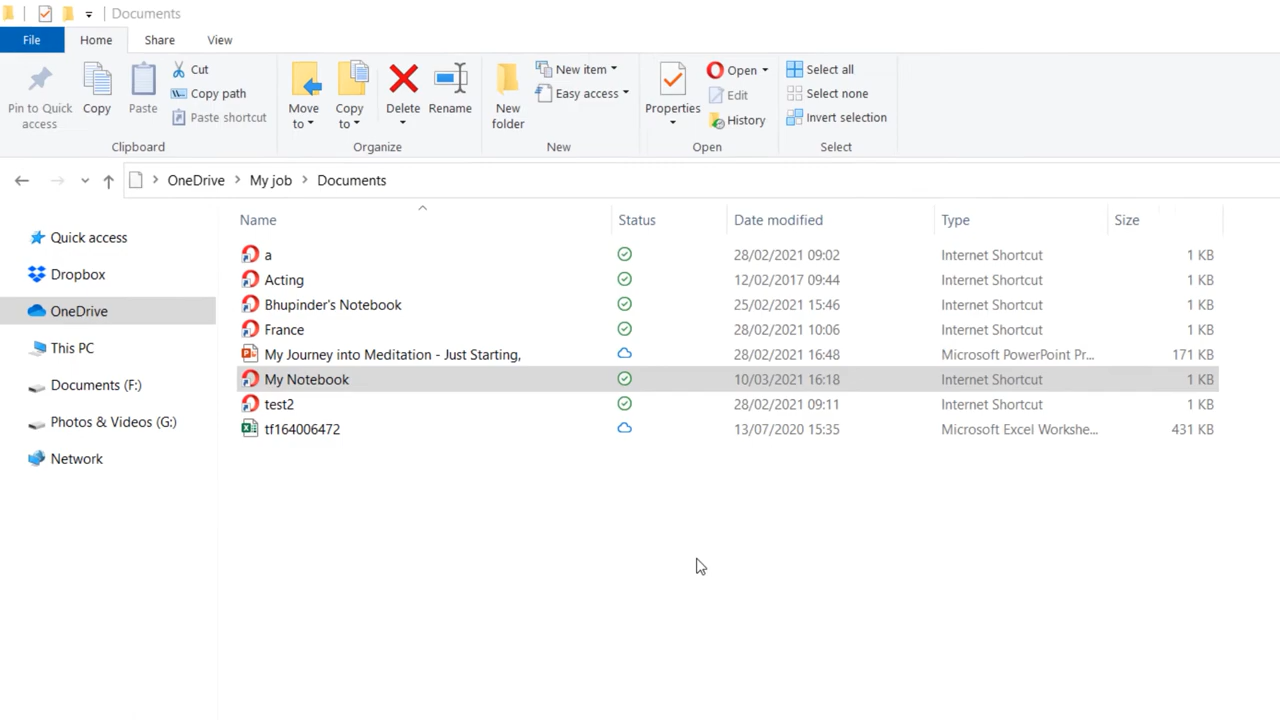 Documents
File Home Share View
Pin to Quick access
Copy
Paste
Cut
Copy path
Paste shortcut
Clipboard
Move to
Copy to
Delete
Rename
Organize
New folder
New item
Easy access
New
Properties
Open
Edit
History
Open
Select all
Select none
Invert selection
Select
OneDrive > My job > Documents
Quick access
Dropbox
OneDrive
This PC
Documents (F:)
Photos & Videos (G:)
Network
Name Status Date modified Type Size
a 28/02/2021 09:02 Internet Shortcut 1 KB
Acting 12/02/2017 09:44 Internet Shortcut 1 KB
Bhupinder's Notebook 25/02/2021 15:46 Internet Shortcut 1 KB
France 28/02/2021 10:06 Internet Shortcut 1 KB
My Journey into Meditation - Just Starting, 28/02/2021 16:48 Microsoft PowerPoint Pr... 171 KB
My Notebook 10/03/2021 16:18 Internet Shortcut 1 KB
test2 28/02/2021 09:11 Internet Shortcut 1 KB
tf164006472 13/07/2020 15:35 Microsoft Excel Workshe... 431 KB